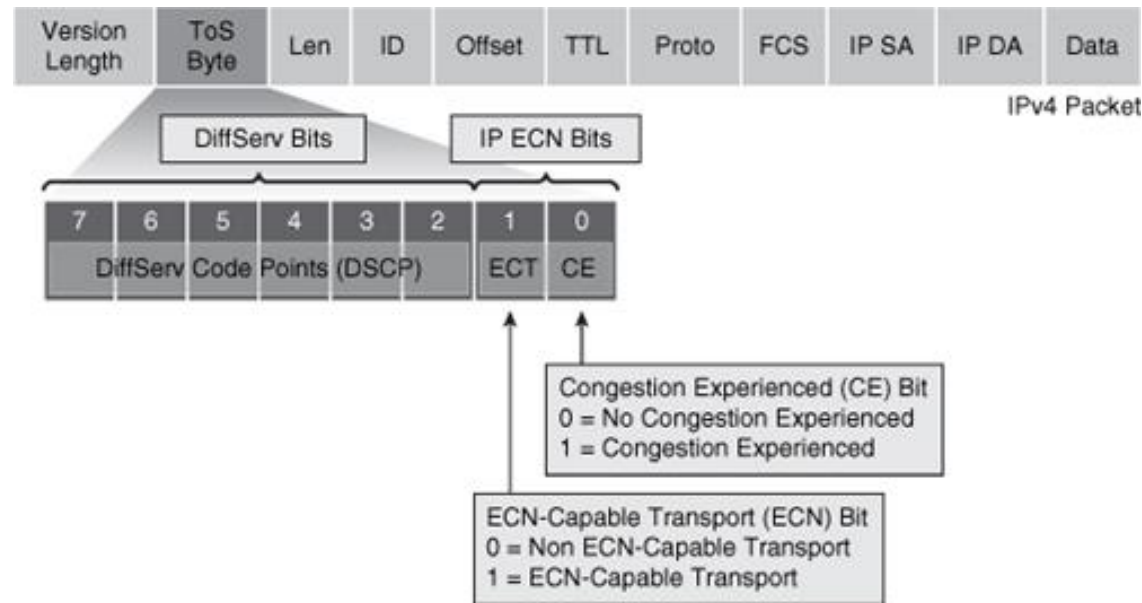 Version Length
ToS Byte
Len
ID
Offset
TTL
Proto
FCS
IP SA
IP DA
Data
IPv4 Packet
DiffServ Bits
IP ECN Bits
7 6 5 4 3 2 1 0
DiffServ Code Points (DSCP) ECT CE
Congestion Experienced (CE) Bit
0 = No Congestion Experienced
1 = Congestion Experienced
ECN-Capable Transport (ECN) Bit
0 = Non ECN-Capable Transport
1 = ECN-Capable Transport